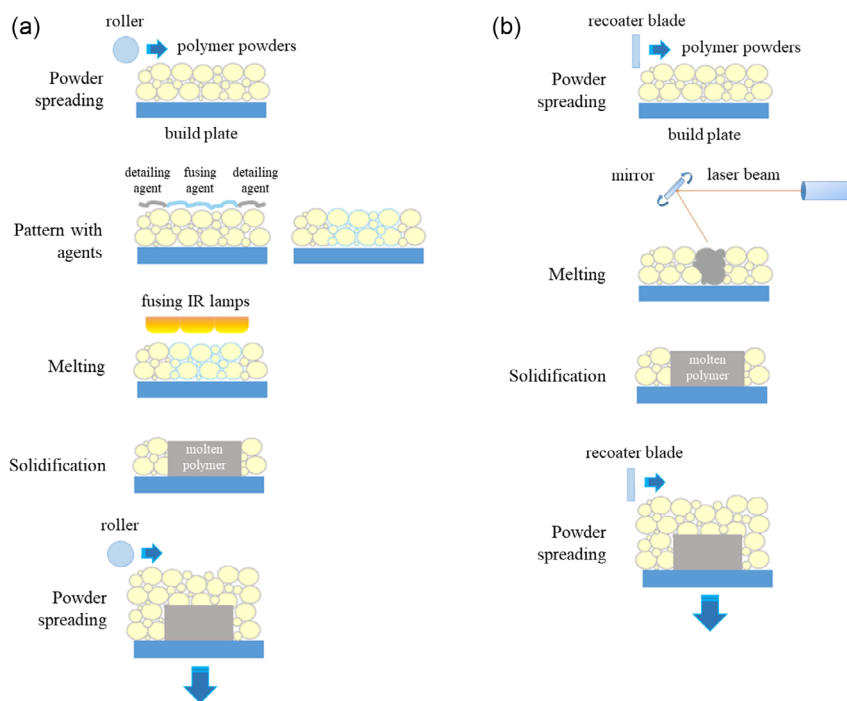 (a)
roller
polymer powders
Powder
spreading
build plate
detailing
agent
fusing
agent
detailing
agent
Pattern with
agents
fusing IR lamps
Melting
Solidification
molten
polymer
roller
Powder
spreading
(b)
recoater blade
polymer powders
Powder
spreading
build plate
mirror
laser beam
Melting
Solidification
molten
polymer
recoater blade
Powder
spreading